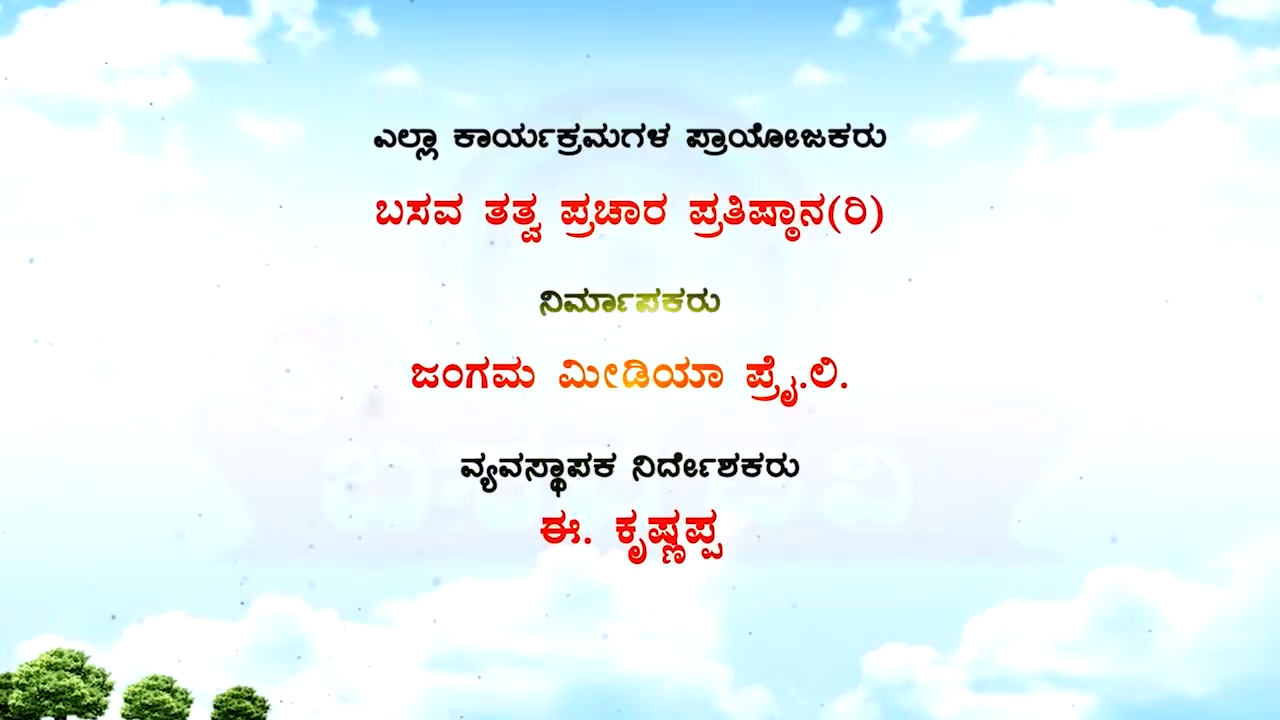 ಎಲ್ಲಾ ಕಾರ್ಯಕ್ರಮಗಳ ಪ್ರಾಯೋಜಕರು
ಬಸವ ತತ್ವ ಪ್ರಚಾರ ಪ್ರತಿಷ್ಠಾನ(ರಿ)
ನಿರ್ಮಾಪಕರು
ಜಂಗಮ ಮೀಡಿಯಾ ಪ್ರೈ.ಲಿ.
ವ್ಯವಸ್ಥಾಪಕ ನಿರ್ದೇಶಕರು
ಈ. ಕೃಷ್ಣಪ್ಪ